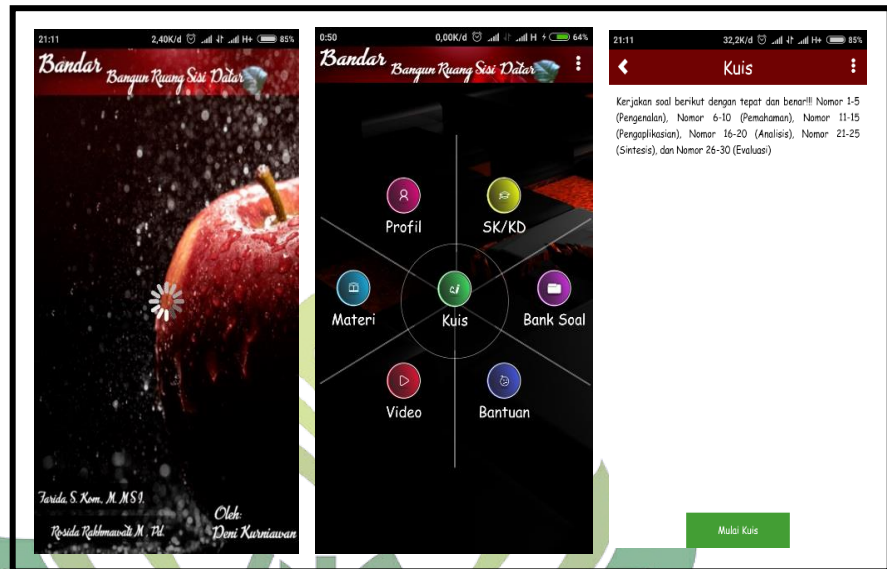 21:11 2,40K/d H+ 85%
Bandar
Bangun Ruang Sisi Datar
Farida, S. Kom., M. M S I.
Rosida Rakhmawati M , Pd.
Oleh:
Deni Kurniawan
0:50 0,00K/d H 64%
Bandar
Bangun Ruang Sisi Datar
Profil
SK/KD
Materi
Kuis
Bank Soal
Video
Bantuan
21:11 32,2K/d H+ 85%
Kuis
Kerjakan soal berikut dengan tepat dan benar!!! Nomor 1-5
(Pengenalan), Nomor 6-10 (Pemahaman), Nomor 11-15
(Pengaplikasian), Nomor 16-20 (Analisis), Nomor 21-25
(Sintesis), dan Nomor 26-30 (Evaluasi)
Mulai Kuis